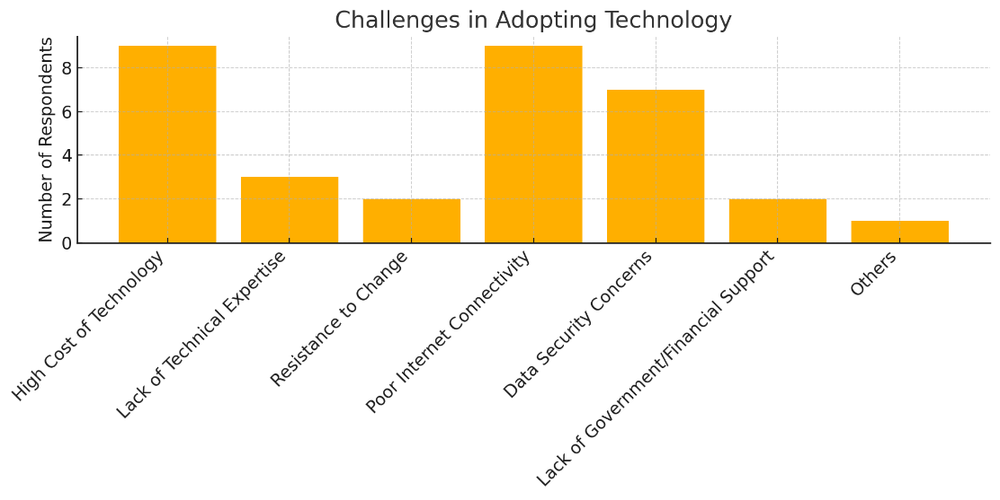 Challenges in Adopting Technology
Number of Respondents
8
6
4
2
0
High Cost of Technology
Lack of Technical Expertise
Resistance to Change
Poor Internet Connectivity
Data Security Concerns
Lack of Government/Financial Support
Others